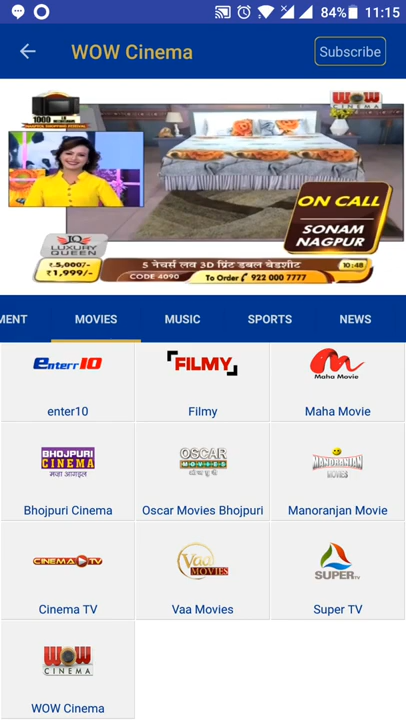 84% 11:15
WOW Cinema
Subscribe
1000
WOW
CINEMA
ON CALL
SONAM
NAGPUR
IQ
LUXURY
QUEEN
₹5,000/-
₹1,999/-
5 नेचर्स लव 3D प्रिंट डबल बेडशीट
10:48
CODE 4090
To Order
922 000 7777
MENT
MOVIES
MUSIC
SPORTS
NEWS
enterr10
FILMY
Maha Movie
enter10
Filmy
Maha Movie
BHOJPURI
CINEMA
OSCAR
MOVIES
MANORANJAN
MOVIES
Bhojpuri Cinema
Oscar Movies Bhojpuri
Manoranjan Movie
CINEMA TV
Vaa
MOVIES
SUPER TV
Cinema TV
Vaa Movies
Super TV
WOW
CINEMA
WOW Cinema